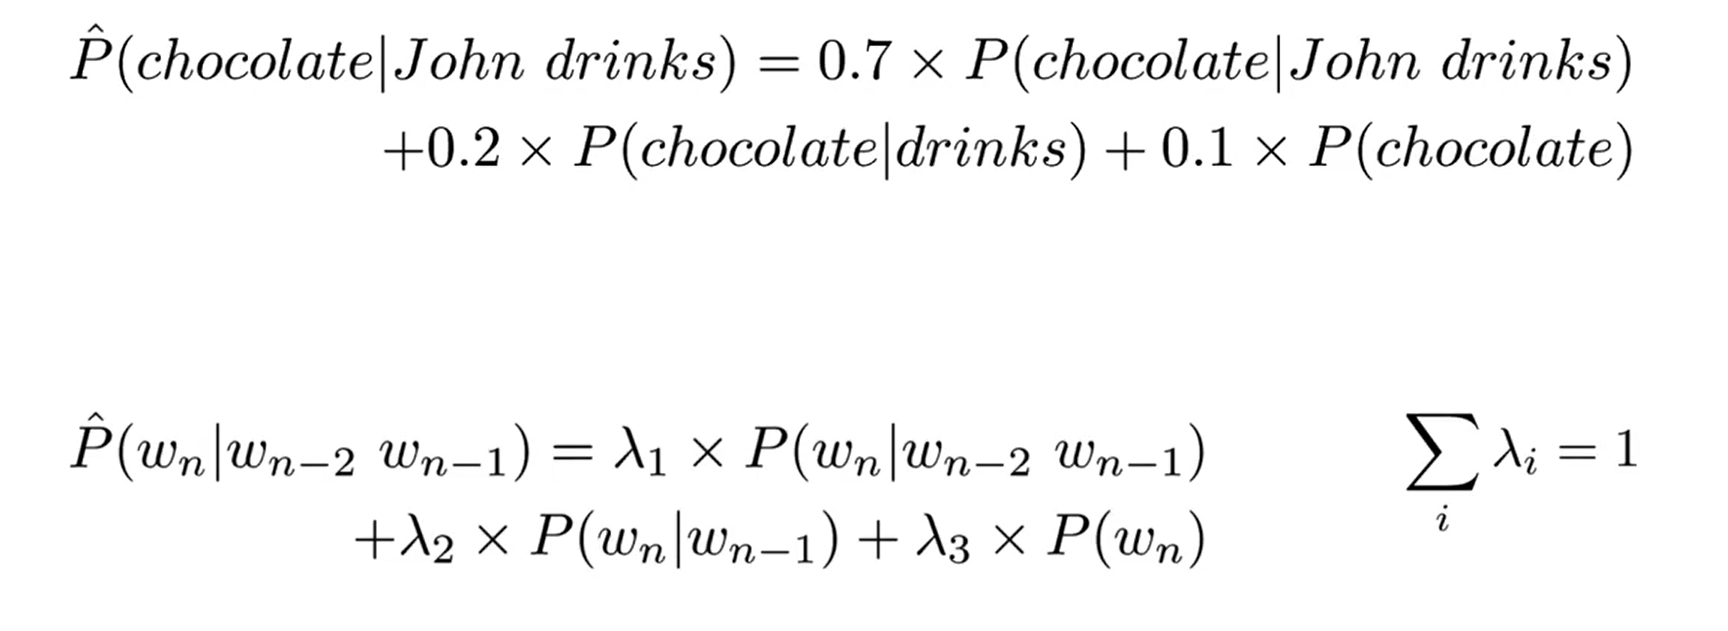 P̂(chocolate|John drinks) = 0.7 × P(chocolate|John drinks)
+0.2 × P(chocolate|drinks) + 0.1 × P(chocolate)
P̂(wₙ|wₙ₋₂ wₙ₋₁) = λ₁ × P(wₙ|wₙ₋₂ wₙ₋₁)
+λ₂ × P(wₙ|wₙ₋₁) + λ₃ × P(wₙ)
∑ᵢ λᵢ = 1